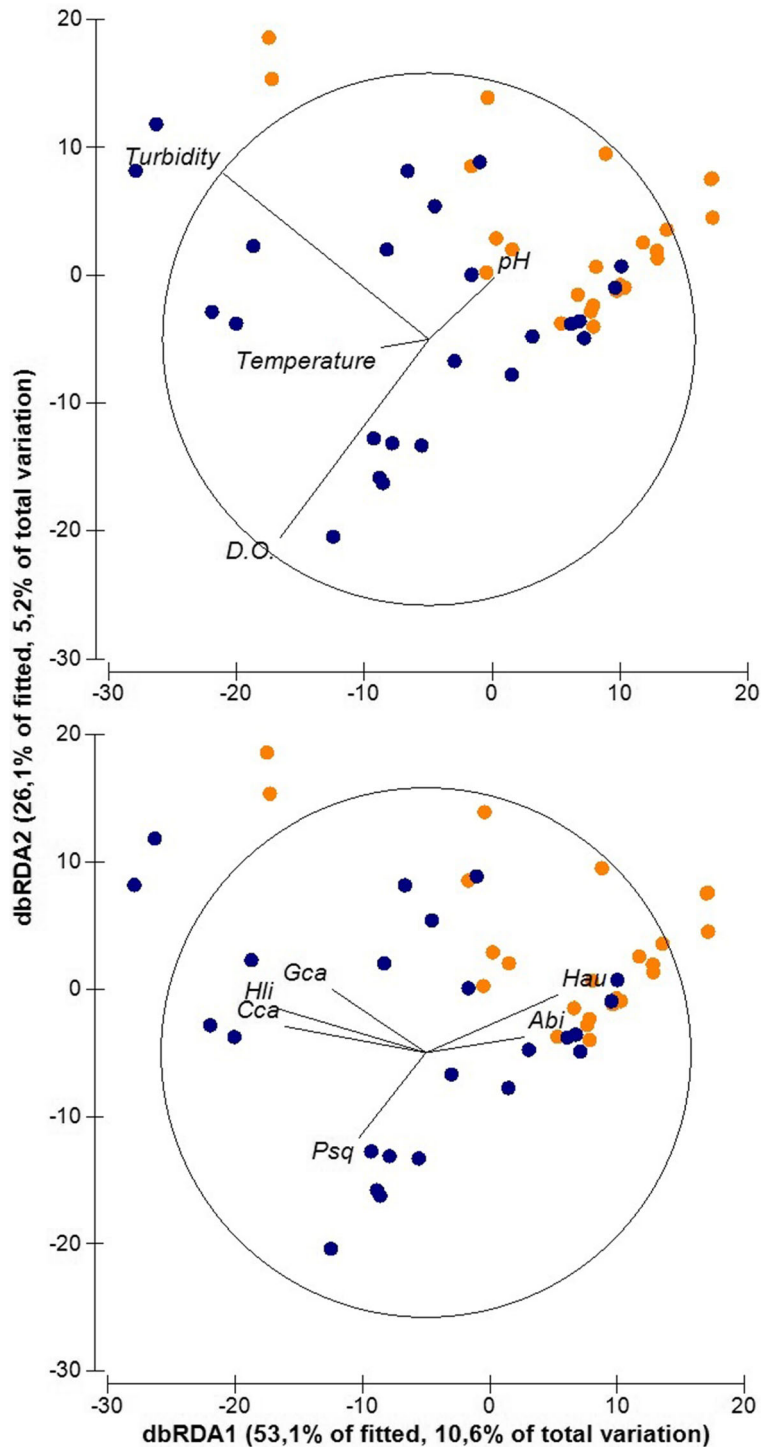 20
10
0
-10
-20
-30
-30 -20 -10 0 10 20
Turbidity
pH
Temperature
D.O.
dbRDA2 (26,1% of fitted, 5,2% of total variation)
20
10
0
-10
-20
-30
Gca
Hli
Cca
Hau
Abi
Psq
-30 -20 -10 0 10 20
dbRDA1 (53,1% of fitted, 10,6% of total variation)